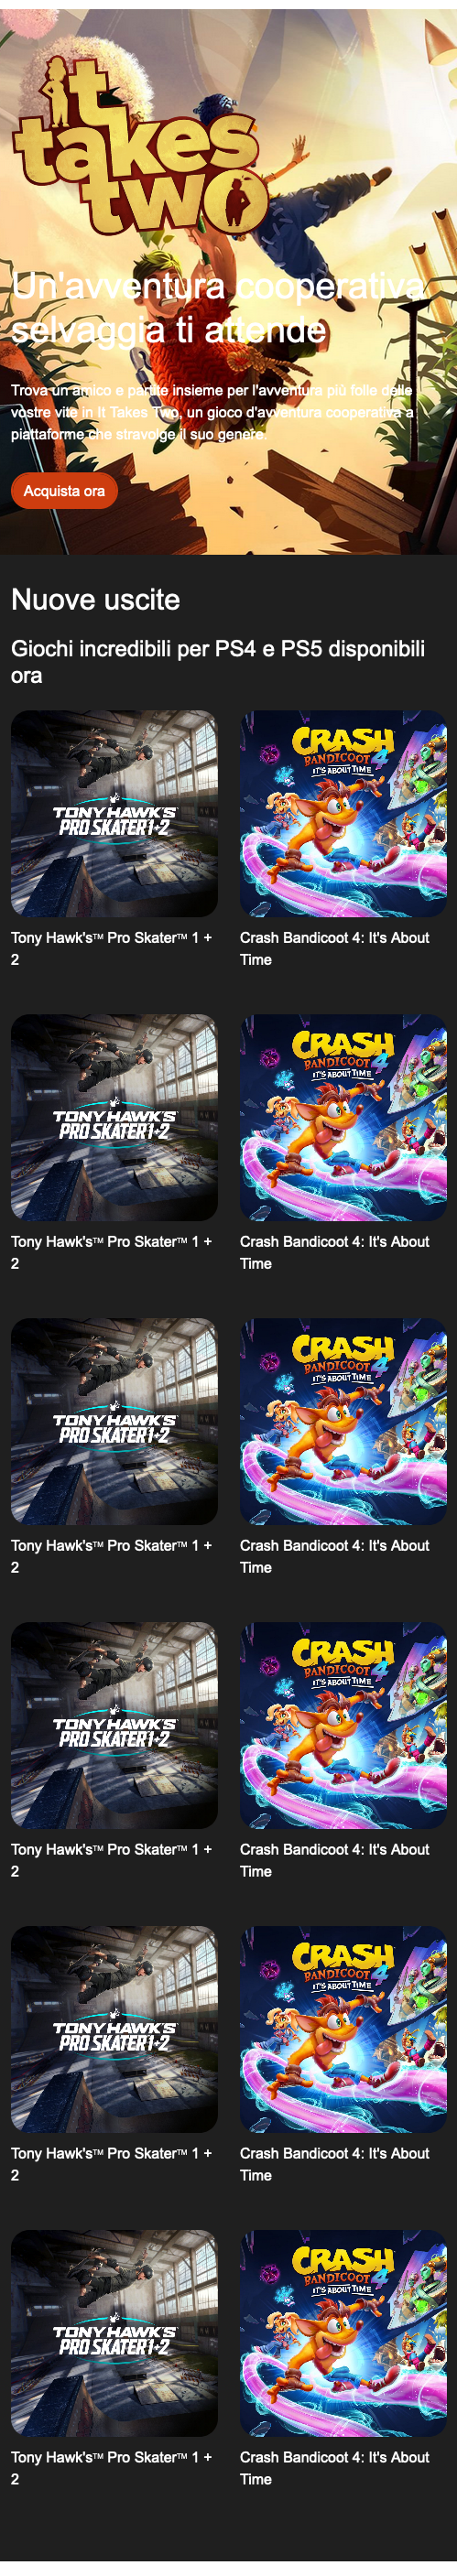 it
takes
two
Un'avventura cooperativa
selvaggia ti attende
Trova un amico e partite insieme per l'avventura più folle delle
vostre vite in It Takes Two, un gioco d'avventura cooperativa a
piattaforme che stravolge il suo genere.
Acquista ora
Nuove uscite
Giochi incredibili per PS4 e PS5 disponibili
ora
TONY HAWK'S
PRO SKATER 1+2
CRASH
BANDICOOT 4
IT'S ABOUT TIME
Tony Hawk's™ Pro Skater™ 1 +
2
Crash Bandicoot 4: It's About
Time
TONY HAWK'S
PRO SKATER 1+2
CRASH
BANDICOOT 4
IT'S ABOUT TIME
Tony Hawk's™ Pro Skater™ 1 +
2
Crash Bandicoot 4: It's About
Time
TONY HAWK'S
PRO SKATER 1+2
CRASH
BANDICOOT 4
IT'S ABOUT TIME
Tony Hawk's™ Pro Skater™ 1 +
2
Crash Bandicoot 4: It's About
Time
TONY HAWK'S
PRO SKATER 1+2
CRASH
BANDICOOT 4
IT'S ABOUT TIME
Tony Hawk's™ Pro Skater™ 1 +
2
Crash Bandicoot 4: It's About
Time
TONY HAWK'S
PRO SKATER 1+2
CRASH
BANDICOOT 4
IT'S ABOUT TIME
Tony Hawk's™ Pro Skater™ 1 +
2
Crash Bandicoot 4: It's About
Time
TONY HAWK'S
PRO SKATER 1+2
CRASH
BANDICOOT 4
IT'S ABOUT TIME
Tony Hawk's™ Pro Skater™ 1 +
2
Crash Bandicoot 4: It's About
Time